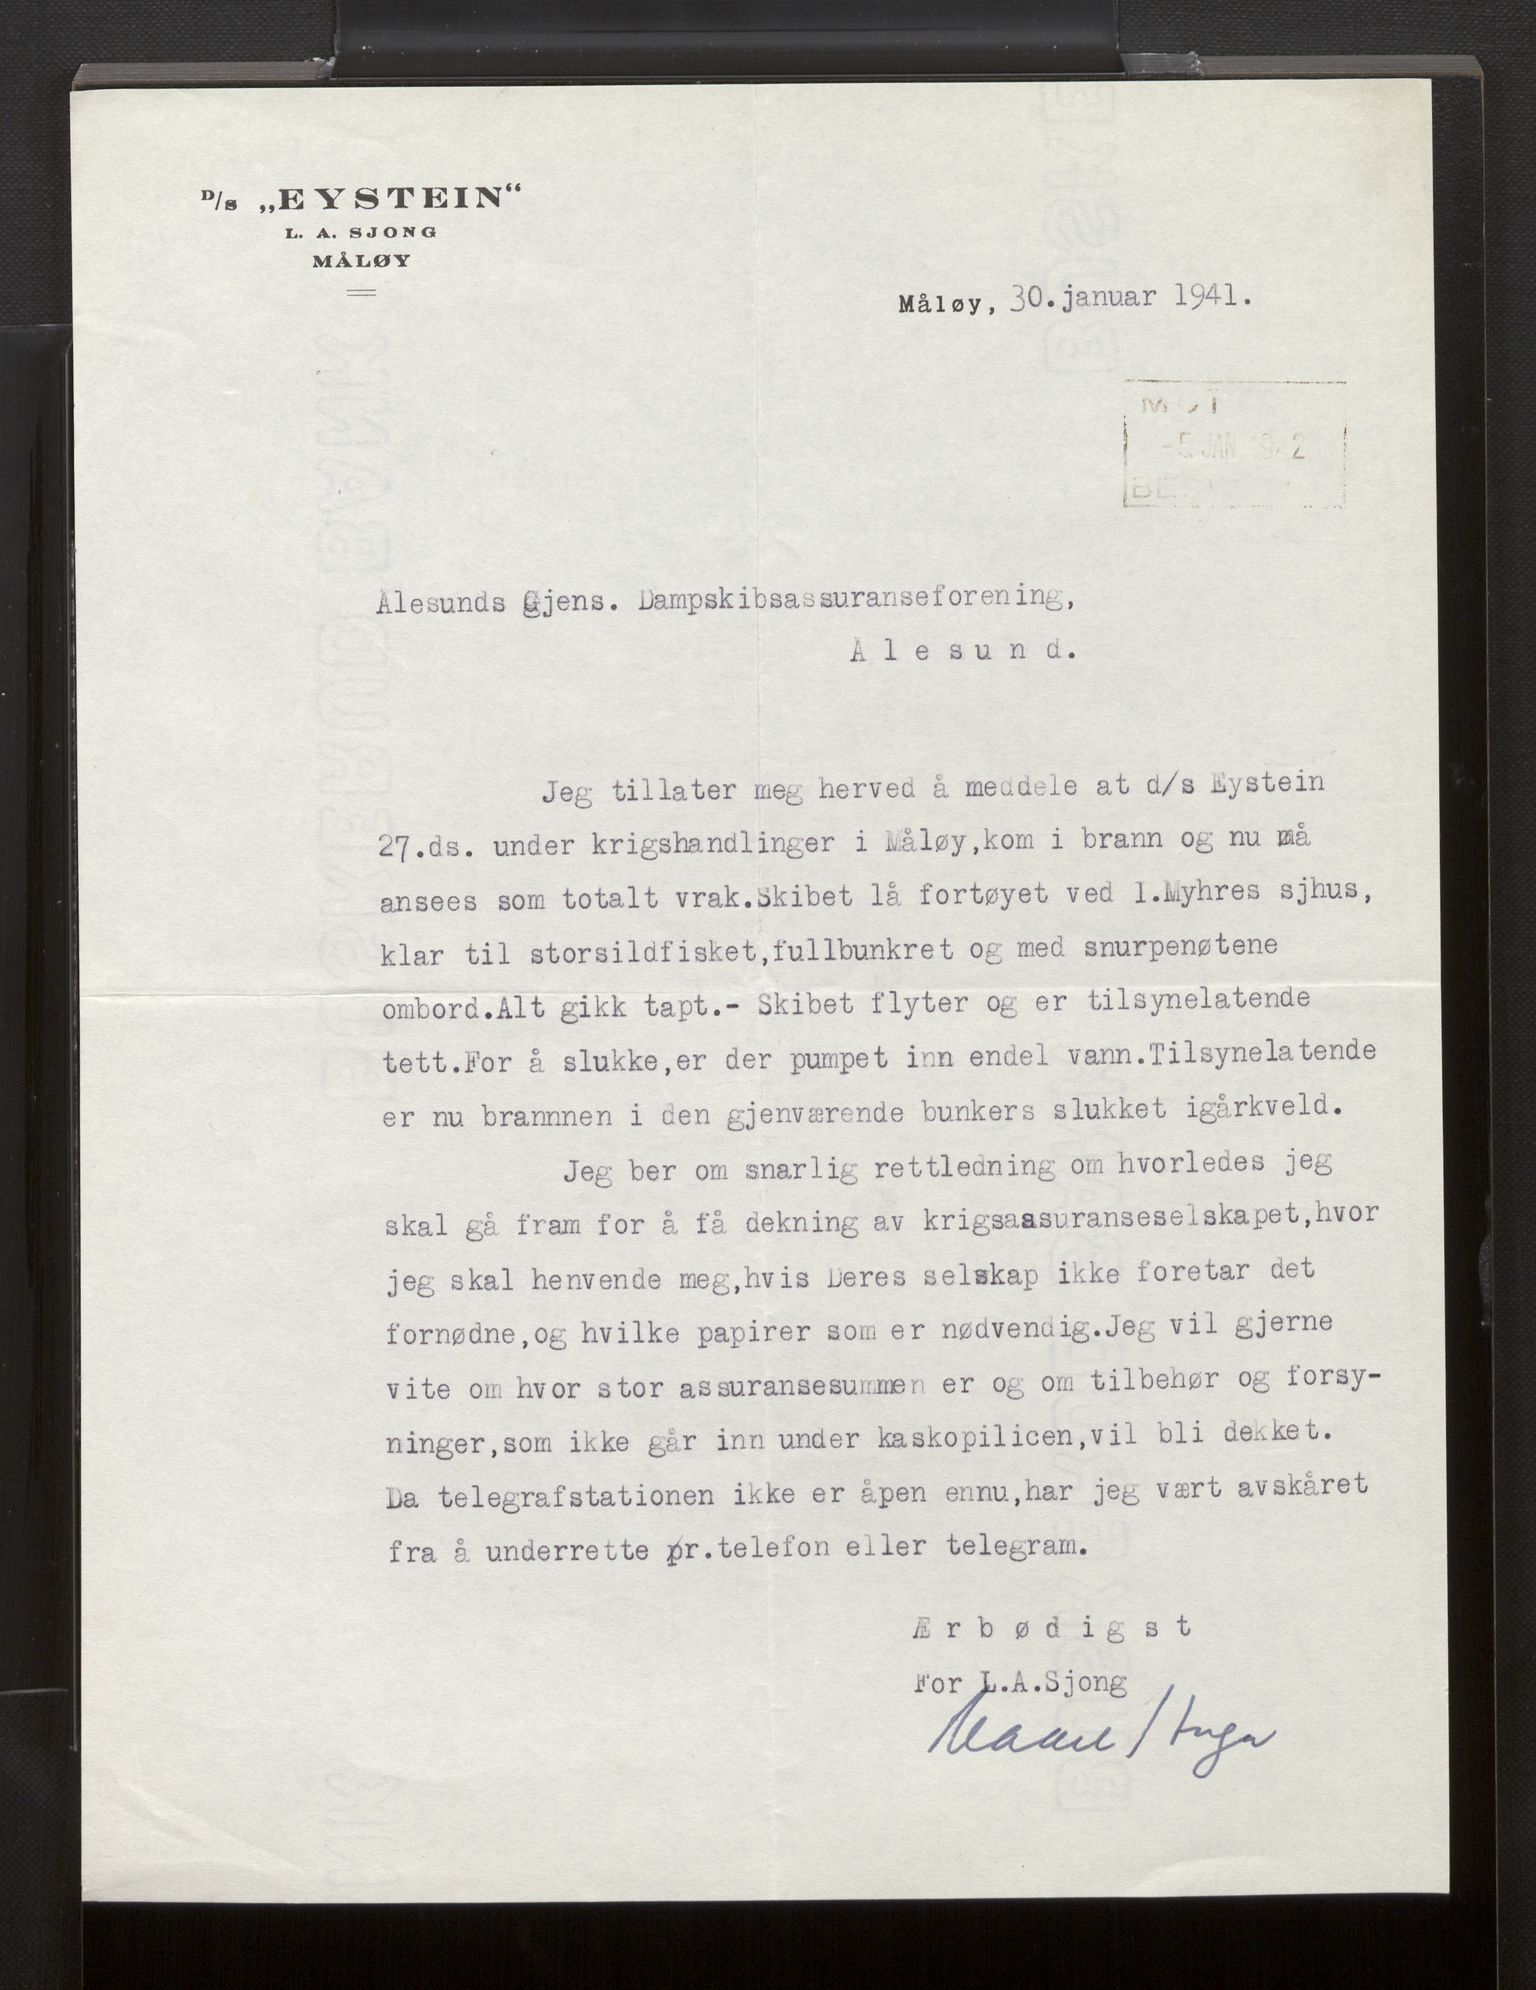 D/s „EYSTEIN“
L. A. SJONG
MÅLØY
Måløy, 30.januar 1941.
-5 JAN
Ålesunds Gjens. Dampskibsassuranseforening,
Å l e s u n d.
Jeg tillater meg herved å meddele at d/s Eystein
27.ds. under krigshandlinger i Måløy,kom i brann og nu må
ansees som totalt vrak.Skibet lå fortøyet ved I.Myhres sjhus,
klar til storsildfisket,fullbunkret og med snurpenøtene
ombord.Alt gikk tapt.- Skibet flyter og er tilsynelatende
tett.For å slukke,er der pumpet inn endel vann.Tilsynelatende
er nu brannnen i den gjenværende bunkers slukket igårkveld.
Jeg ber om snarlig rettledning om hvorledes jeg
skal gå fram for å få dekning av krigsaasuranseselskapet,hvor
jeg skal henvende meg,hvis Deres selskap ikke foretar det
fornødne,og hvilke papirer som er nødvendig.Jeg vil gjerne
vite om hvor stor assuransesummen er og om tilbehør og forsy-
ninger,som ikke går inn under kaskopilicen,vil bli dekket.
Da telegrafstationen ikke er åpen ennu,har jeg vært avskåret
fra å underrette pr.telefon eller telegram.
Æ r b ø d i g s t
For L.A.Sjong